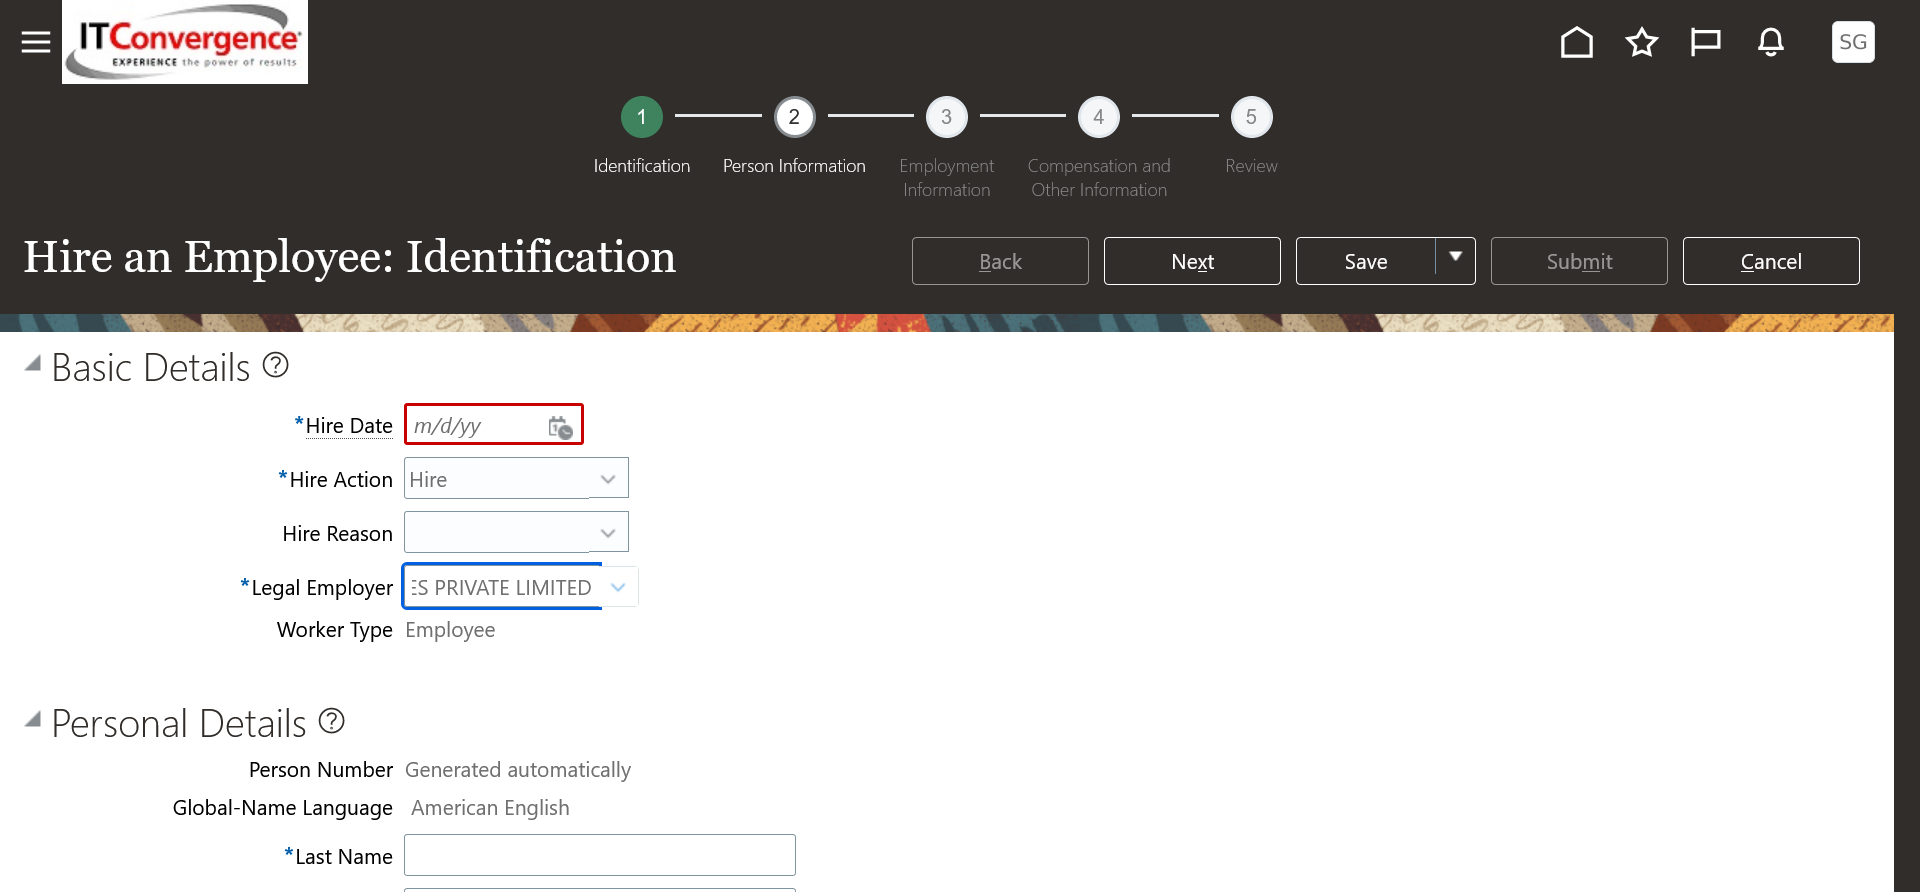 ITConvergence
EXPERIENCE the power of results
SG
1
2
3
4
5
Identification
Person Information
Employment Information
Compensation and Other Information
Review
Hire an Employee: Identification
Back
Next
Save
Submit
Cancel
Basic Details
*Hire Date m/d/yy
*Hire Action Hire
Hire Reason
*Legal Employer ES PRIVATE LIMITED
Worker Type Employee
Personal Details
Person Number Generated automatically
Global-Name Language American English
*Last Name